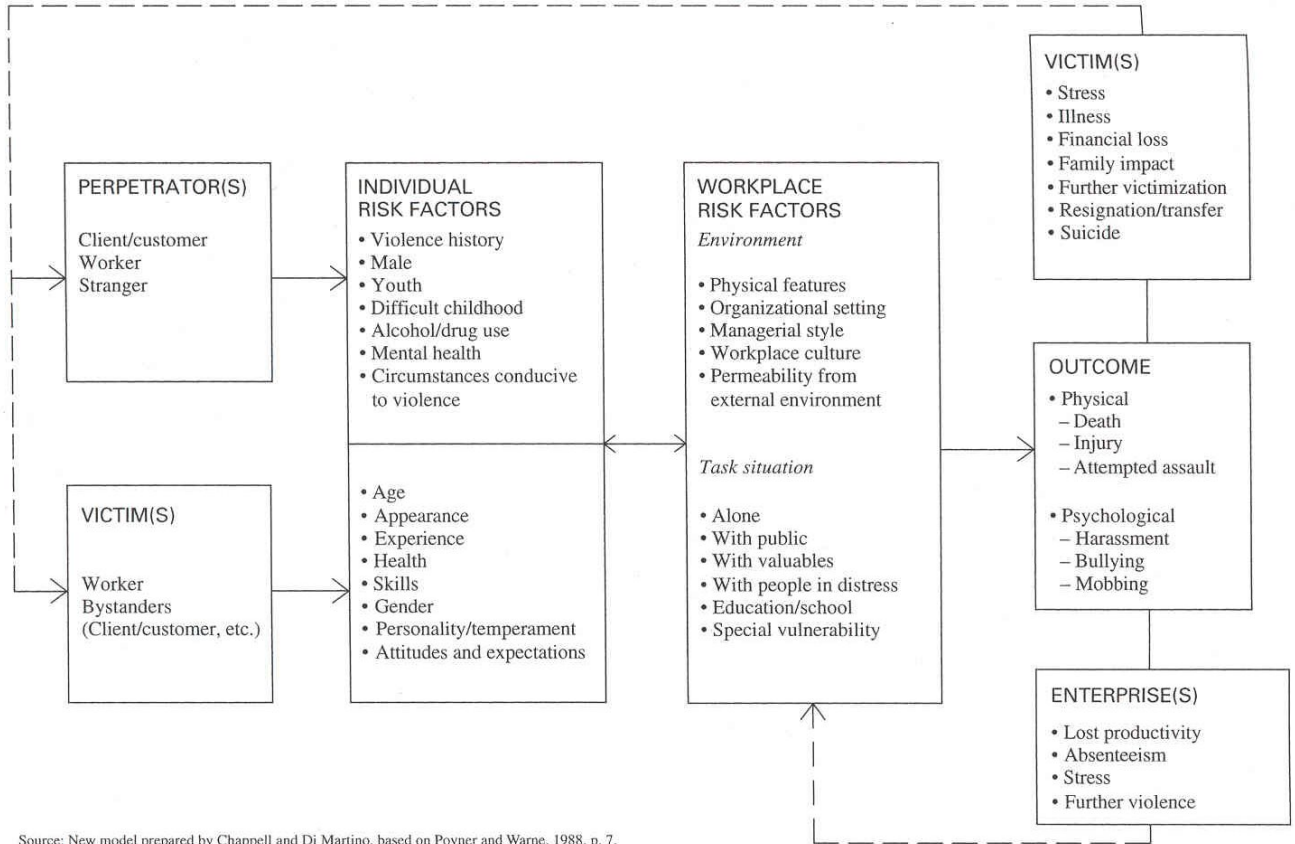 PERPETRATOR(S)
Client/customer
Worker
Stranger
VICTIM(S)
Worker
Bystanders
(Client/customer, etc.)
INDIVIDUAL
RISK FACTORS
• Violence history
• Male
• Youth
• Difficult childhood
• Alcohol/drug use
• Mental health
• Circumstances conducive
to violence
• Age
• Appearance
• Experience
• Health
• Skills
• Gender
• Personality/temperament
• Attitudes and expectations
WORKPLACE
RISK FACTORS
Environment
• Physical features
• Organizational setting
• Managerial style
• Workplace culture
• Permeability from
external environment
Task situation
• Alone
• With public
• With valuables
• With people in distress
• Education/school
• Special vulnerability
VICTIM(S)
• Stress
• Illness
• Financial loss
• Family impact
• Further victimization
• Resignation/transfer
• Suicide
OUTCOME
• Physical
– Death
– Injury
– Attempted assault
• Psychological
– Harassment
– Bullying
– Mobbing
ENTERPRISE(S)
• Lost productivity
• Absenteeism
• Stress
• Further violence
Source: New model prepared by Chappell and Di Martino, based on Poyner and Warne, 1988, p. 7.